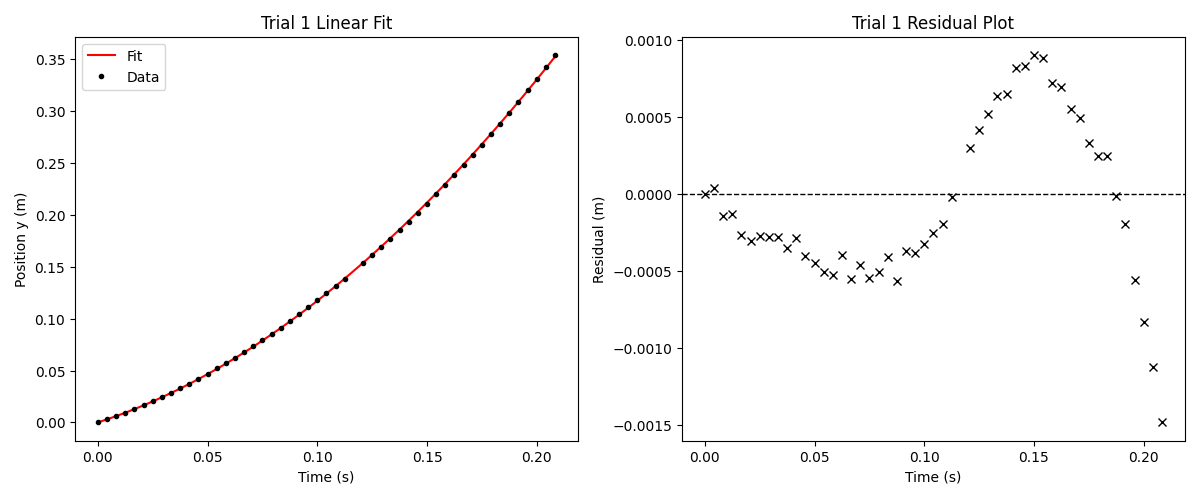 Trial 1 Linear Fit
Fit
Data
0.35
0.30
0.25
0.20
0.15
0.10
0.05
0.00
Position y (m)
0.00 0.05 0.10 0.15 0.20
Time (s)
Trial 1 Residual Plot
0.0010
0.0005
0.0000
−0.0005
−0.0010
−0.0015
Residual (m)
0.00 0.05 0.10 0.15 0.20
Time (s)